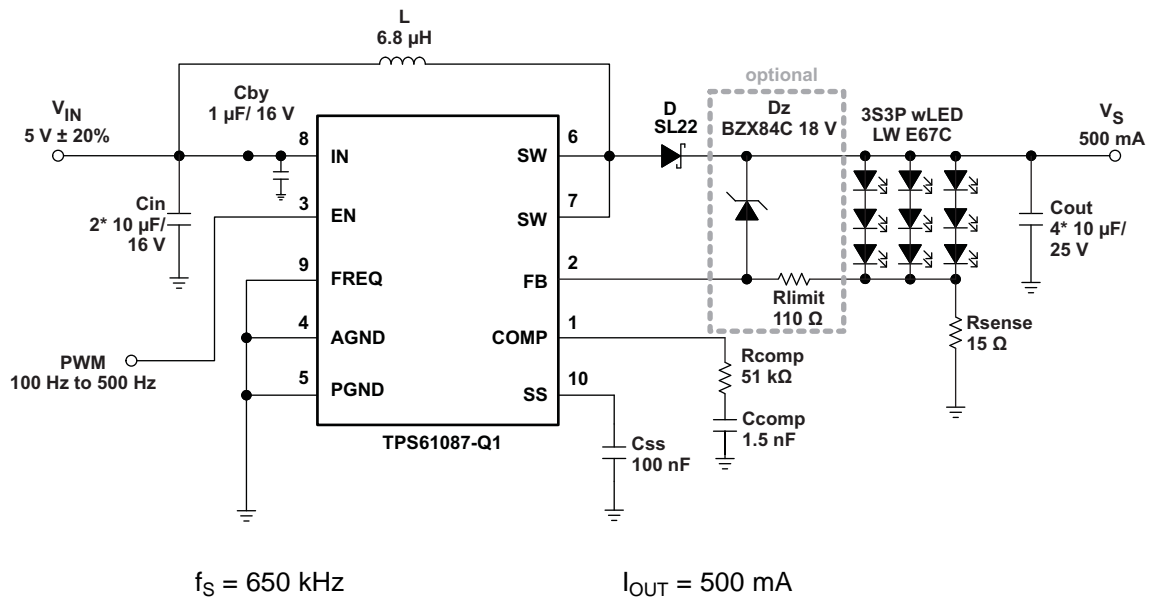 L
6.8 µH
optional
Cby
1 µF/ 16 V
VIN
5 V ± 20%
D
SL22
Dz
BZX84C 18 V
3S3P wLED
LW E67C
VS
500 mA
8
IN
SW
6
Cin
2* 10 µF/
16 V
3
EN
SW
7
Cout
4* 10 µF/
25 V
9
FREQ
FB
2
Rlimit
110 Ω
4
AGND
COMP
1
Rsense
15 Ω
PWM
100 Hz to 500 Hz
5
PGND
SS
10
Rcomp
51 kΩ
Ccomp
1.5 nF
TPS61087-Q1
Css
100 nF
fS = 650 kHz
IOUT = 500 mA